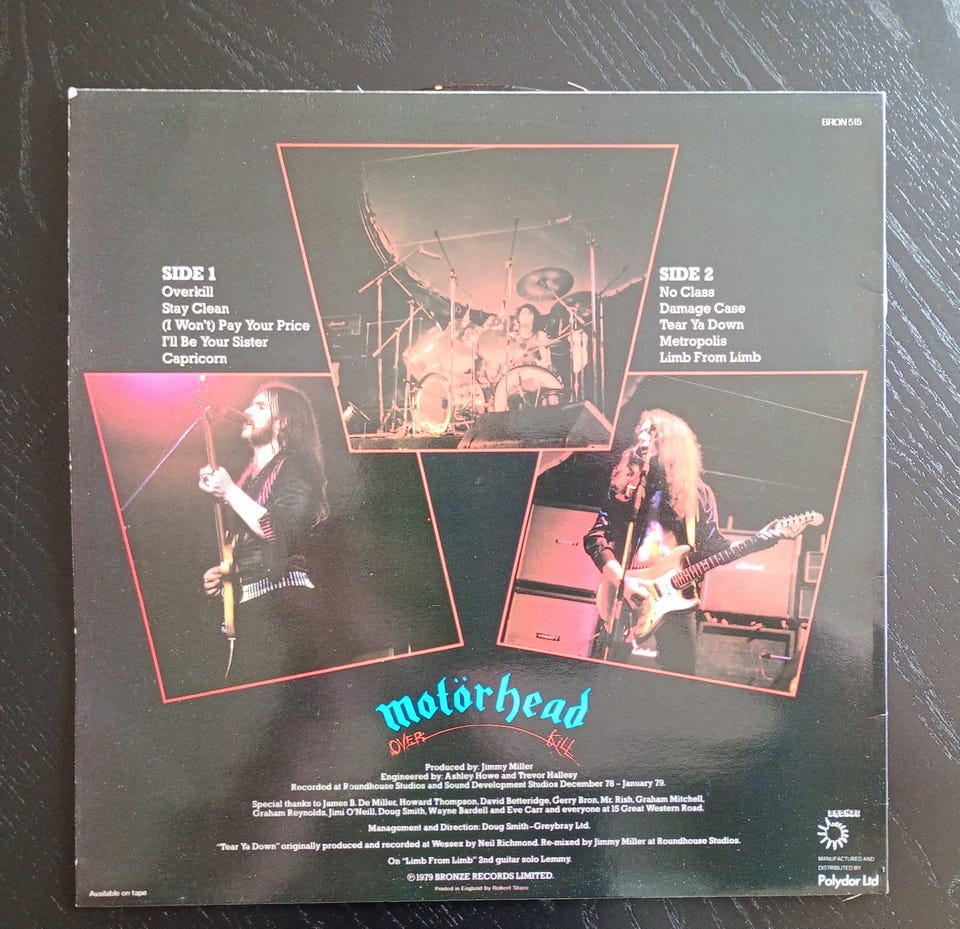 BRON 515
SIDE 1
Overkill
Stay Clean
(I Won't) Pay Your Price
I'll Be Your Sister
Capricorn
SIDE 2
No Class
Damage Case
Tear Ya Down
Metropolis
Limb From Limb
motörhead
OVER KILL
Produced by: Jimmy Miller
Engineered by: Ashley Howe and Trevor Hallesy
Recorded at Roundhouse Studios and Sound Development Studios December 78 – January 79.
Special thanks to James B. De Miller, Howard Thompson, David Betteridge, Gerry Bron, Mr. Rish, Graham Mitchell,
Graham Reynolds, Jimi O'Neill, Doug Smith, Wayne Bardell and Eve Carr and everyone at 15 Great Western Road.
Management and Direction: Doug Smith–Greybray Ltd.
"Tear Ya Down" originally produced and recorded at Wessex by Neil Richmond. Re-mixed by Jimmy Miller at Roundhouse Studios.
On "Limb From Limb" 2nd guitar solo Lemmy.
℗ 1979 BRONZE RECORDS LIMITED.
Printed in England by Robert Stace
Available on tape
BRONZE
MANUFACTURED AND
DISTRIBUTED BY
Polydor Ltd